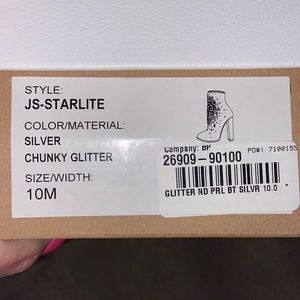 STYLE:
JS-STARLITE
COLOR/MATERIAL:
SILVER
CHUNKY GLITTER
SIZE/WIDTH:
10M
Company: BP PO#: 7100155
26909-90100
GLITTER ND PRL BT SILVR 10.0